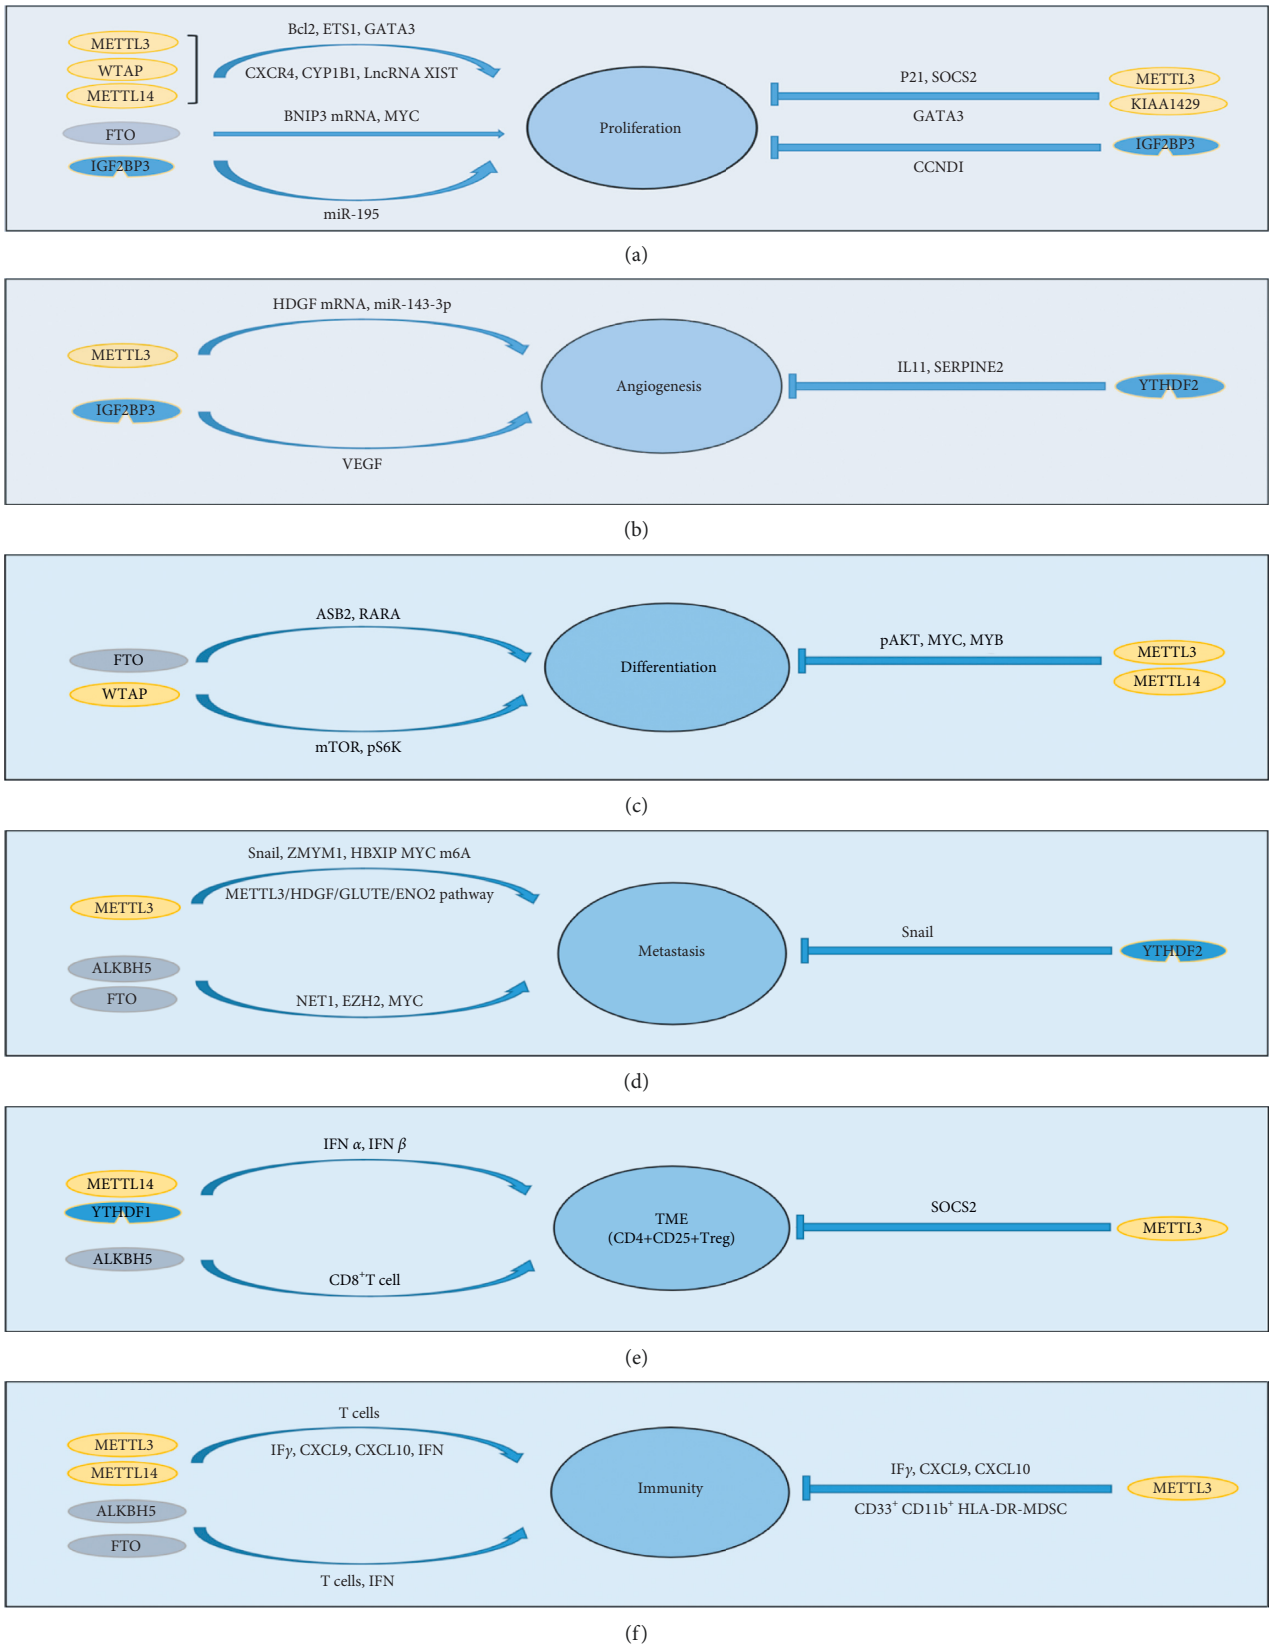 METTL3
WTAP
METTL14
FTO
IGF2BP3
Bcl2, ETS1, GATA3
CXCR4, CYP1B1, LncRNA XIST
BNIP3 mRNA, MYC
miR-195
Proliferation
P21, SOCS2
GATA3
CCNDI
METTL3
KIAA1429
IGF2BP3
(a)
METTL3
IGF2BP3
HDGF mRNA, miR-143-3p
VEGF
Angiogenesis
IL11, SERPINE2
YTHDF2
(b)
FTO
WTAP
ASB2, RARA
mTOR, pS6K
Differentiation
pAKT, MYC, MYB
METTL3
METTL14
(c)
METTL3
ALKBH5
FTO
Snail, ZMYM1, HBXIP MYC m6A
METTL3/HDGF/GLUTE/ENO2 pathway
NET1, EZH2, MYC
Metastasis
Snail
YTHDF2
(d)
METTL14
YTHDF1
ALKBH5
IFN α, IFN β
CD8⁺T cell
TME
(CD4+CD25+Treg)
SOCS2
METTL3
(e)
METTL3
METTL14
ALKBH5
FTO
T cells
IFγ, CXCL9, CXCL10, IFN
T cells, IFN
Immunity
IFγ, CXCL9, CXCL10
CD33⁺ CD11b⁺ HLA-DR-MDSC
METTL3
(f)